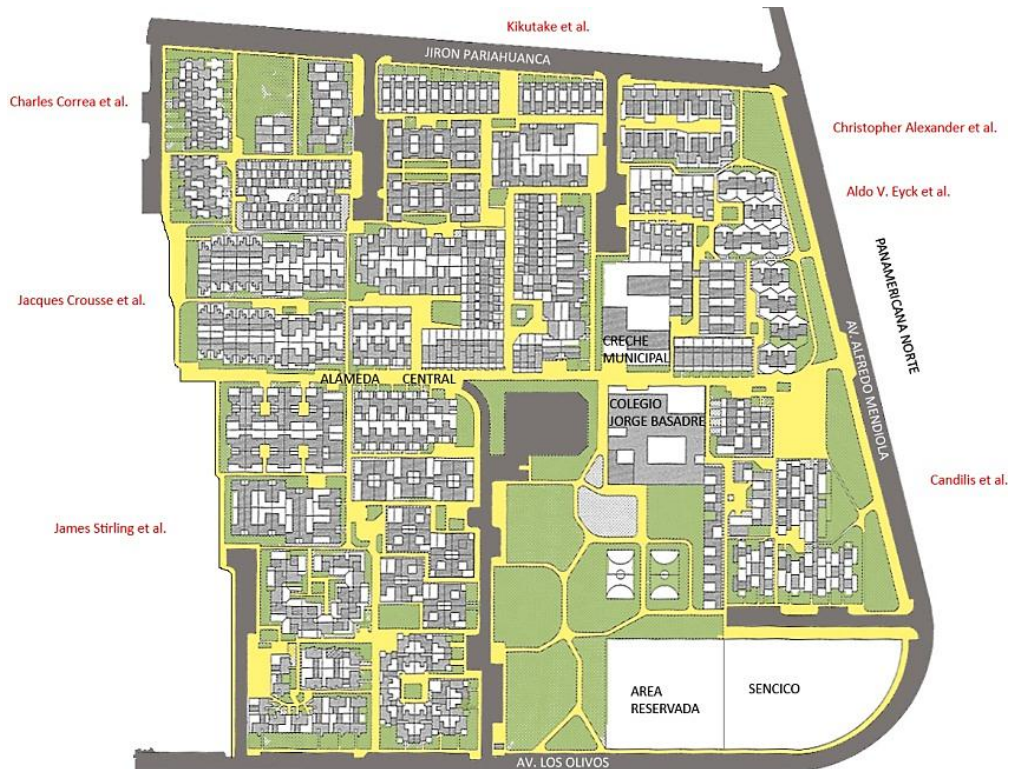 Kikutake et al.
JIRON PARIAHUANCA
Charles Correa et al.
Christopher Alexander et al.
Aldo V. Eyck et al.
PANAMERICANA NORTE
Jacques Crousse et al.
AV. ALFREDO MENDIOLA
CRECHE
MUNICIPAL
ALAMEDA CENTRAL
COLEGIO
JORGE BASADRE
Candilis et al.
James Stirling et al.
AREA
RESERVADA
SENCICO
AV. LOS OLIVOS